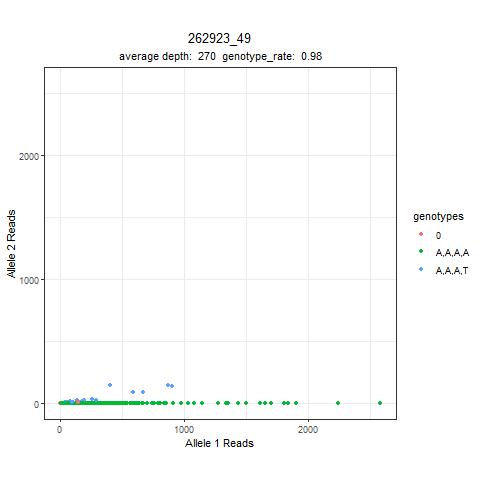 262923_49
average depth:  270  genotype_rate:  0.98
Allele 2 Reads
2000
1000
0
0
1000
2000
Allele 1 Reads
genotypes
0
A,A,A,A
A,A,A,T